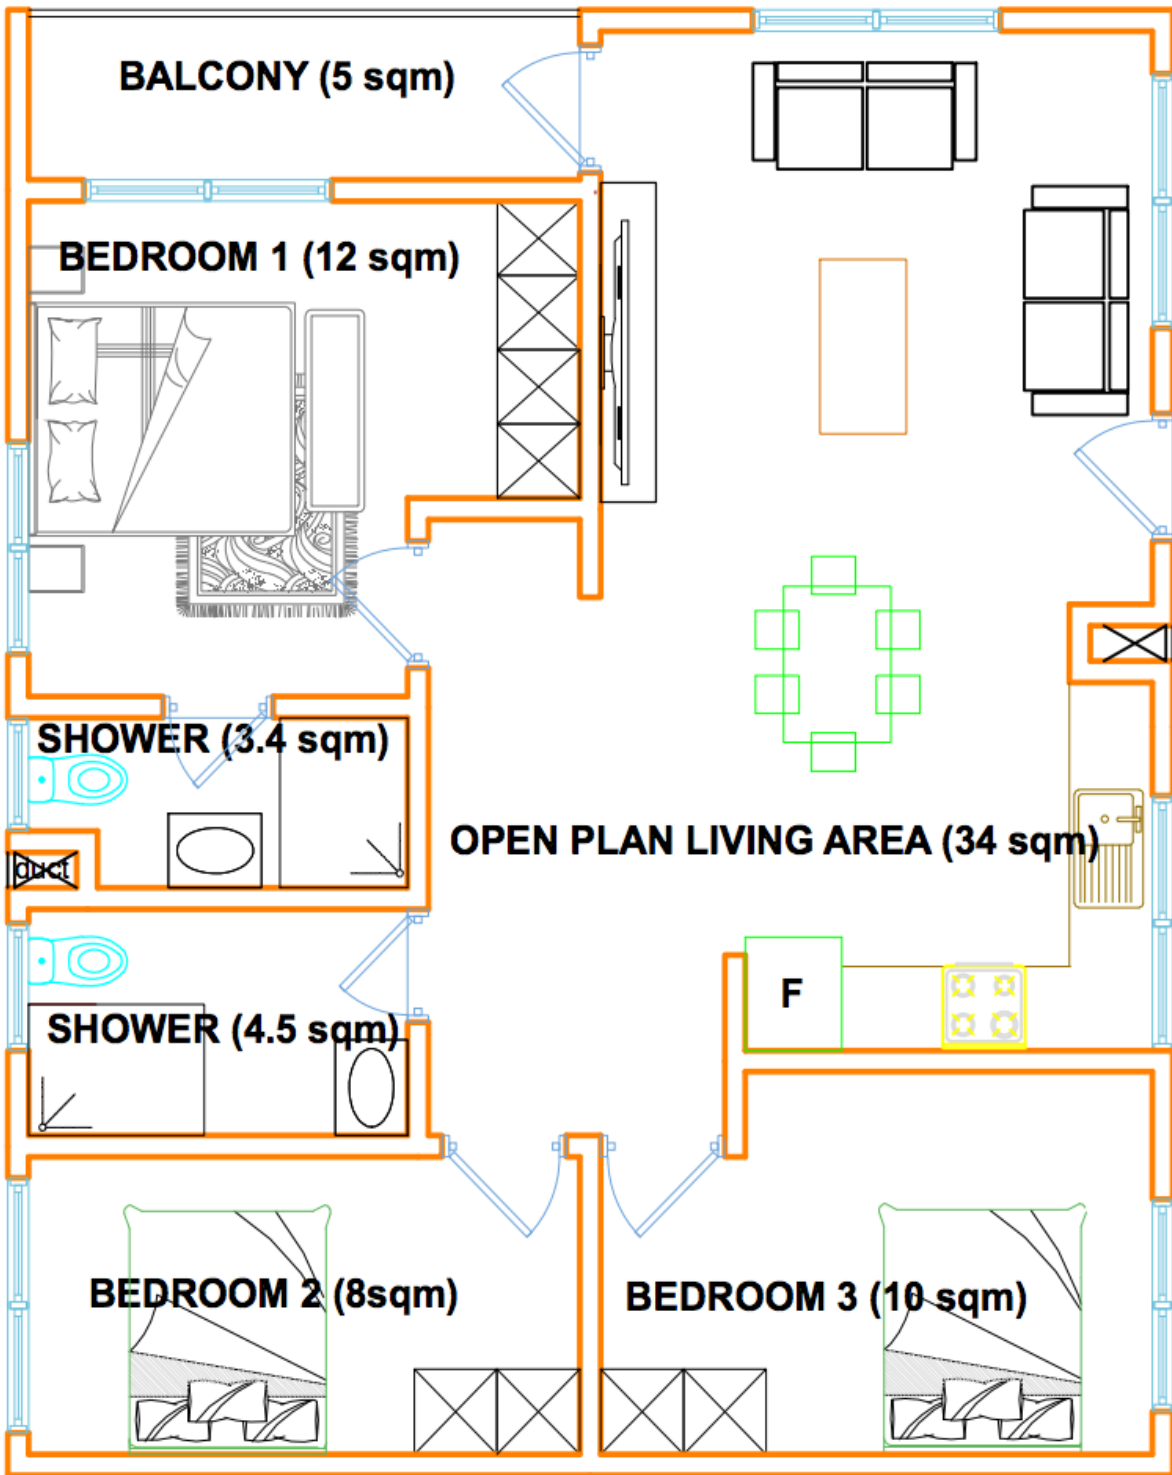 BALCONY (5 sqm)
BEDROOM 1 (12 sqm)
SHOWER (3.4 sqm)
OPEN PLAN LIVING AREA (34 sqm)
duct
F
SHOWER (4.5 sqm)
BEDROOM 2 (8sqm)
BEDROOM 3 (10 sqm)